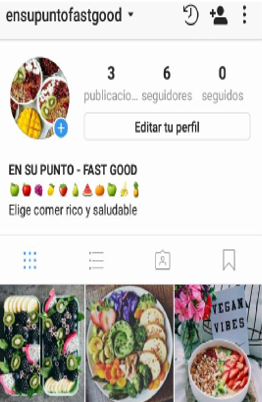 ensupuntofastgood
3 6 0
publicacio... seguidores seguidos
Editar tu perfil
EN SU PUNTO - FAST GOOD
🍏🍎🍇🍊🍑🍓🍐🍉🍅🍊🍏🍌🍍
Elige comer rico y saludable
VEGAN
VIBES